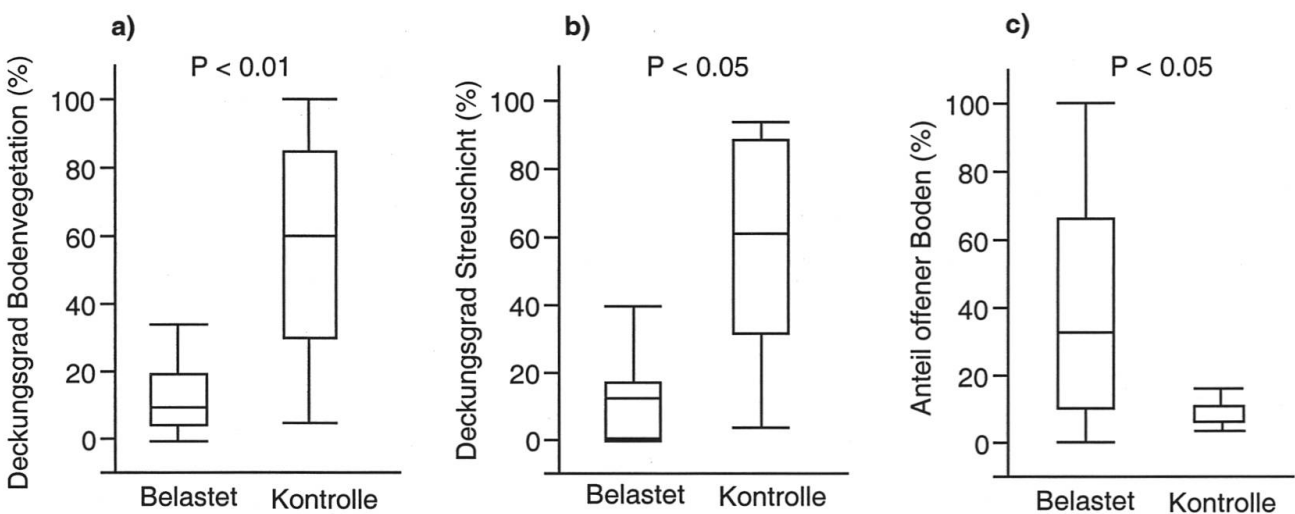 a)
P < 0.01
Deckungsgrad Bodenvegetation (%)
100
80
60
40
20
0
Belastet Kontrolle
b)
P < 0.05
Deckungsgrad Streuschicht (%)
100
80
60
40
20
0
Belastet Kontrolle
c)
P < 0.05
Anteil offener Boden (%)
100
80
60
40
20
0
Belastet Kontrolle